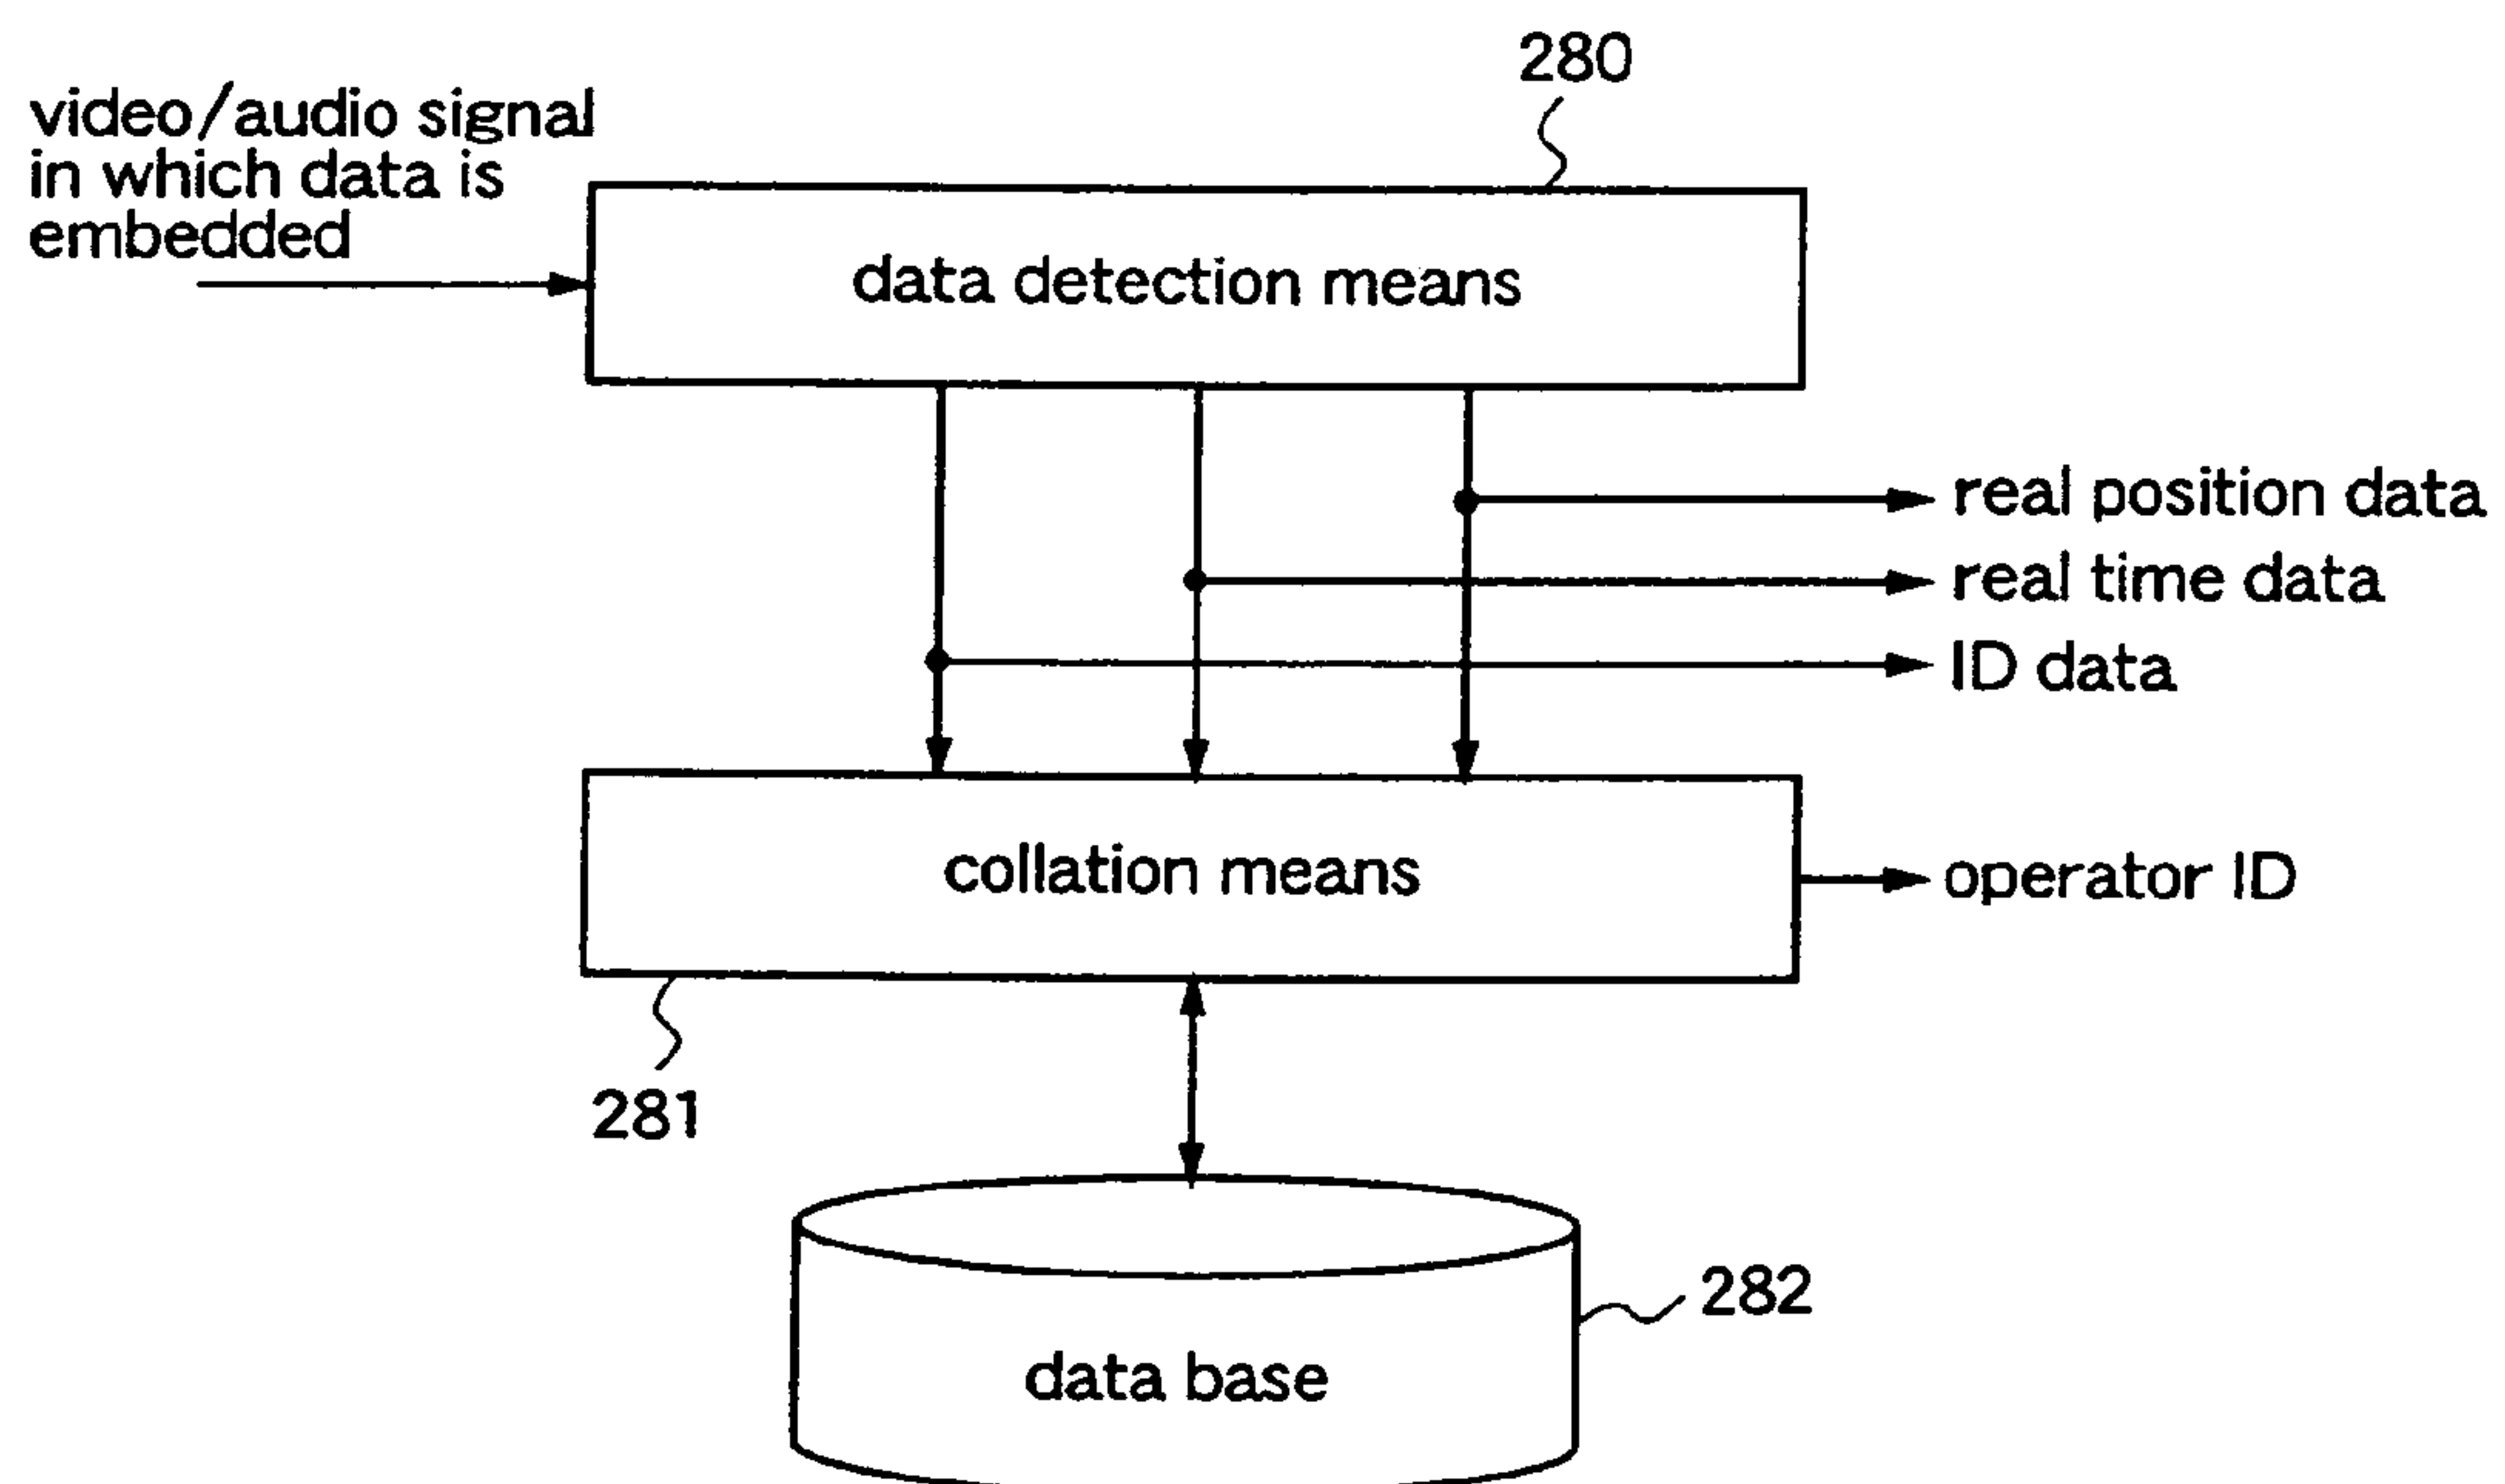 280
video/audio signal
in which data is
embedded
data detection means
real position data
real time data
ID data
collation means
operator ID
281
282
data base